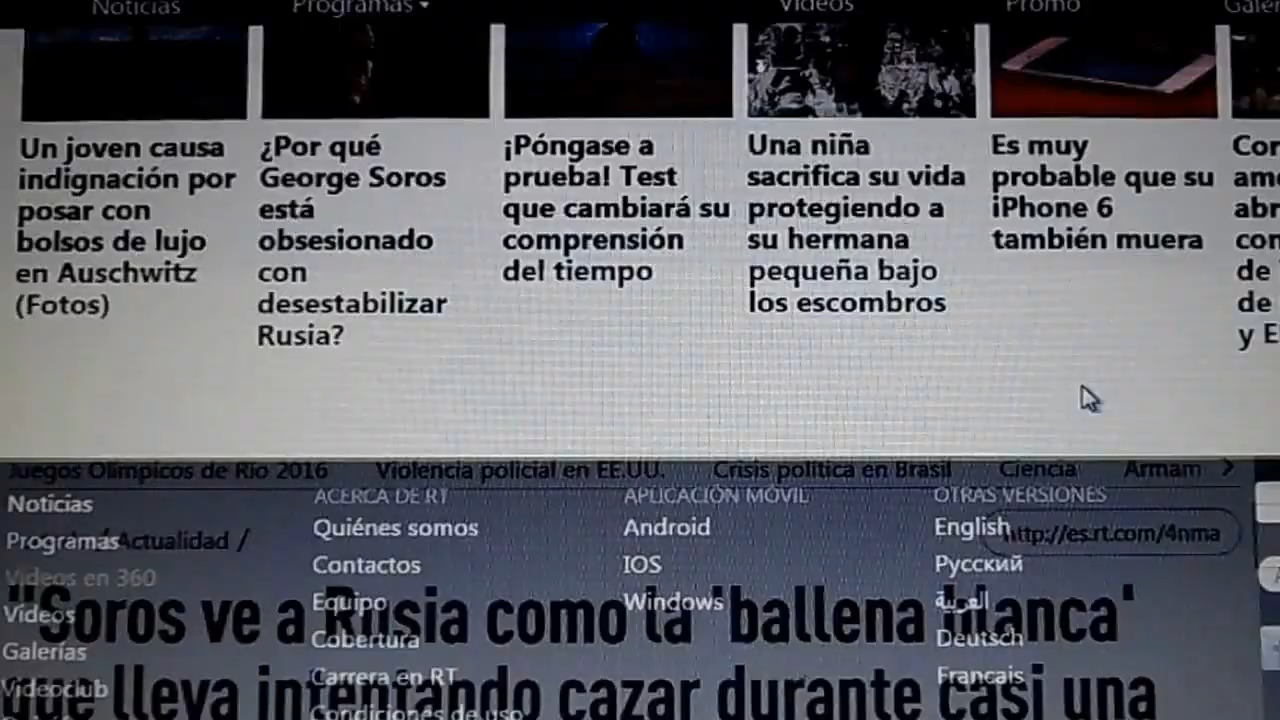 Noticias Programas Videos Promo
Un joven causa
indignación por
posar con
bolsos de lujo
en Auschwitz
(Fotos)
¿Por qué
George Soros
está
obsesionado
con
desestabilizar
Rusia?
¡Póngase a
prueba! Test
que cambiará su
comprensión
del tiempo
Una niña
sacrifica su vida
protegiendo a
su hermana
pequeña bajo
los escombros
Es muy
probable que su
iPhone 6
también muera
de
de
y E
Juegos Olímpicos de Río 2016 Violencia policial en EE.UU. Crisis política en Brasil Ciencia Armam
Noticias
Programas
Videos en 360
Videos
Galerías
Videoclub
ACERCA DE RT
Quiénes somos
Contactos
Equipo
Cobertura
Carrera en RT
Condiciones de uso
APLICACIÓN MÓVIL
Android
IOS
Windows
OTRAS VERSIONES
English
Русский
العربية
Deutsch
Français
Actualidad /
http://es.rt.com/4nma
"Soros ve a Rusia como la 'ballena blanca'
que lleva intentando cazar durante casi una